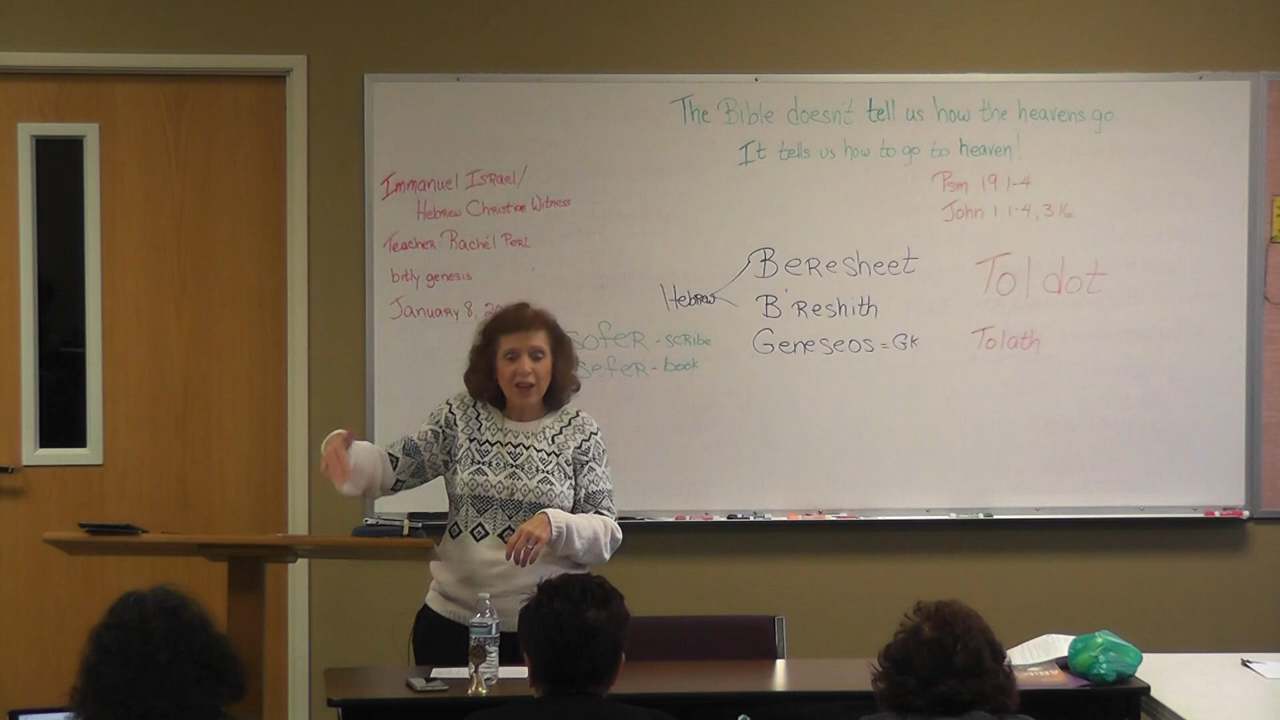 The Bible doesn't tell us how the heavens go
It tells us how to go to heaven!
Psm 19 1-4
John 1 1-4, 3 16
Immanuel Israel/
Hebrew Christian Witness
Teacher Rachél Perl
bitly genesis
January 8,
Sofer - scribe
Sefer - book
Hebrew
Beresheet
B'Reshith
Geneseos = GK
Toldot
Tolath